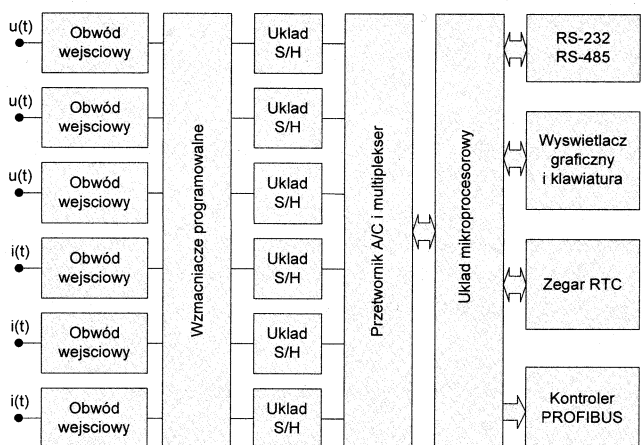 u(t)
Obwód
wejsciowy
u(t)
Obwód
wejsciowy
u(t)
Obwód
wejsciowy
i(t)
Obwód
wejsciowy
i(t)
Obwód
wejsciowy
i(t)
Obwód
wejsciowy
Wzmacniacze programowalne
Uklad
S/H
Uklad
S/H
Uklad
S/H
Uklad
S/H
Uklad
S/H
Uklad
S/H
Przetwornik A/C i multiplekser
Uklad mikroprocesorowy
RS-232
RS-485
Wyswietlacz
graficzny
i klawiatura
Zegar RTC
Kontroler
PROFIBUS